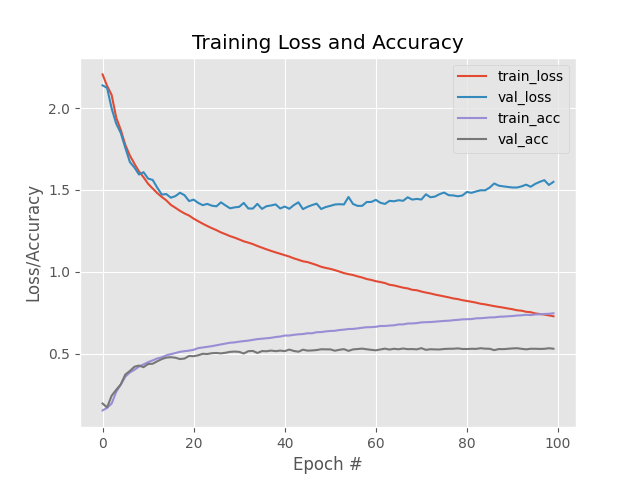 Training Loss and Accuracy
train_loss
val_loss
train_acc
val_acc
2.0
1.5
1.0
0.5
Loss/Accuracy
0 20 40 60 80 100
Epoch #